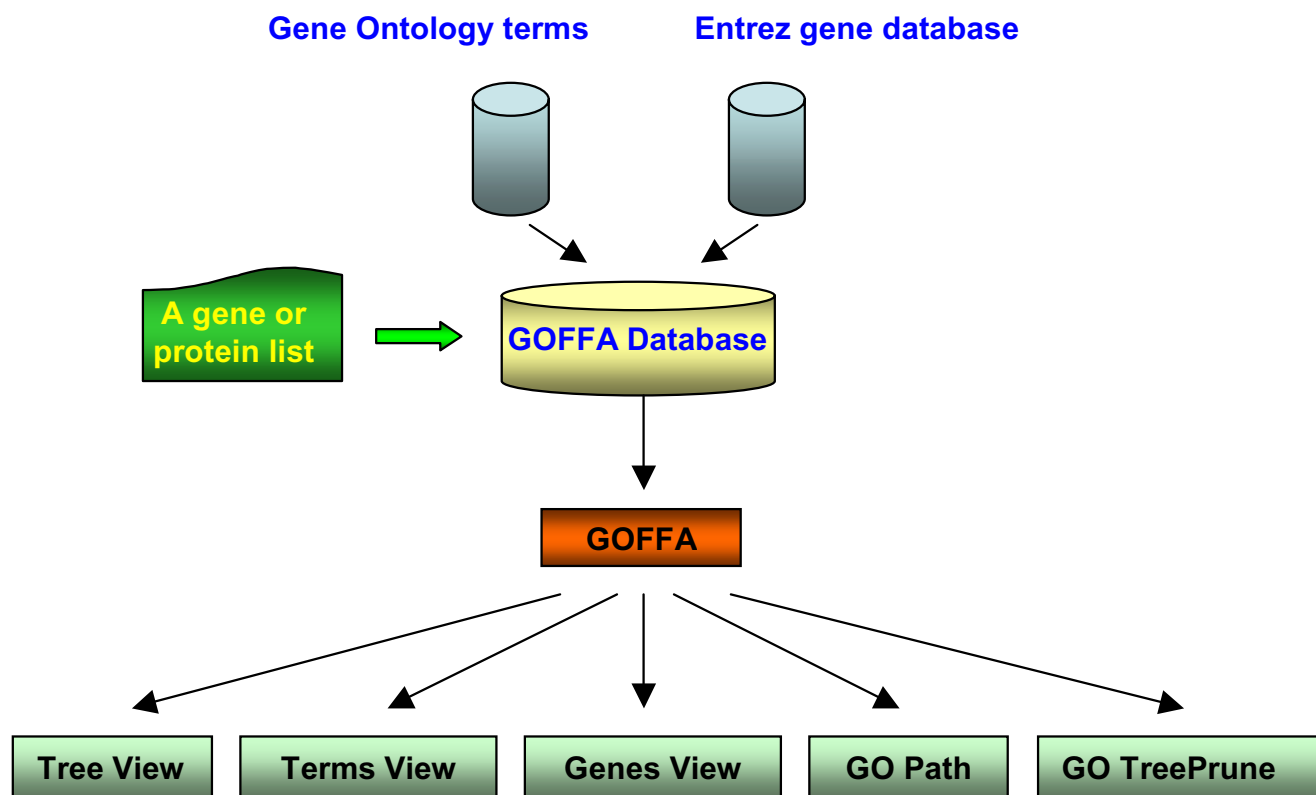 Gene Ontology terms
Entrez gene database
A gene or
protein list
GOFFA Database
GOFFA
Tree View
Terms View
Genes View
GO Path
GO TreePrune